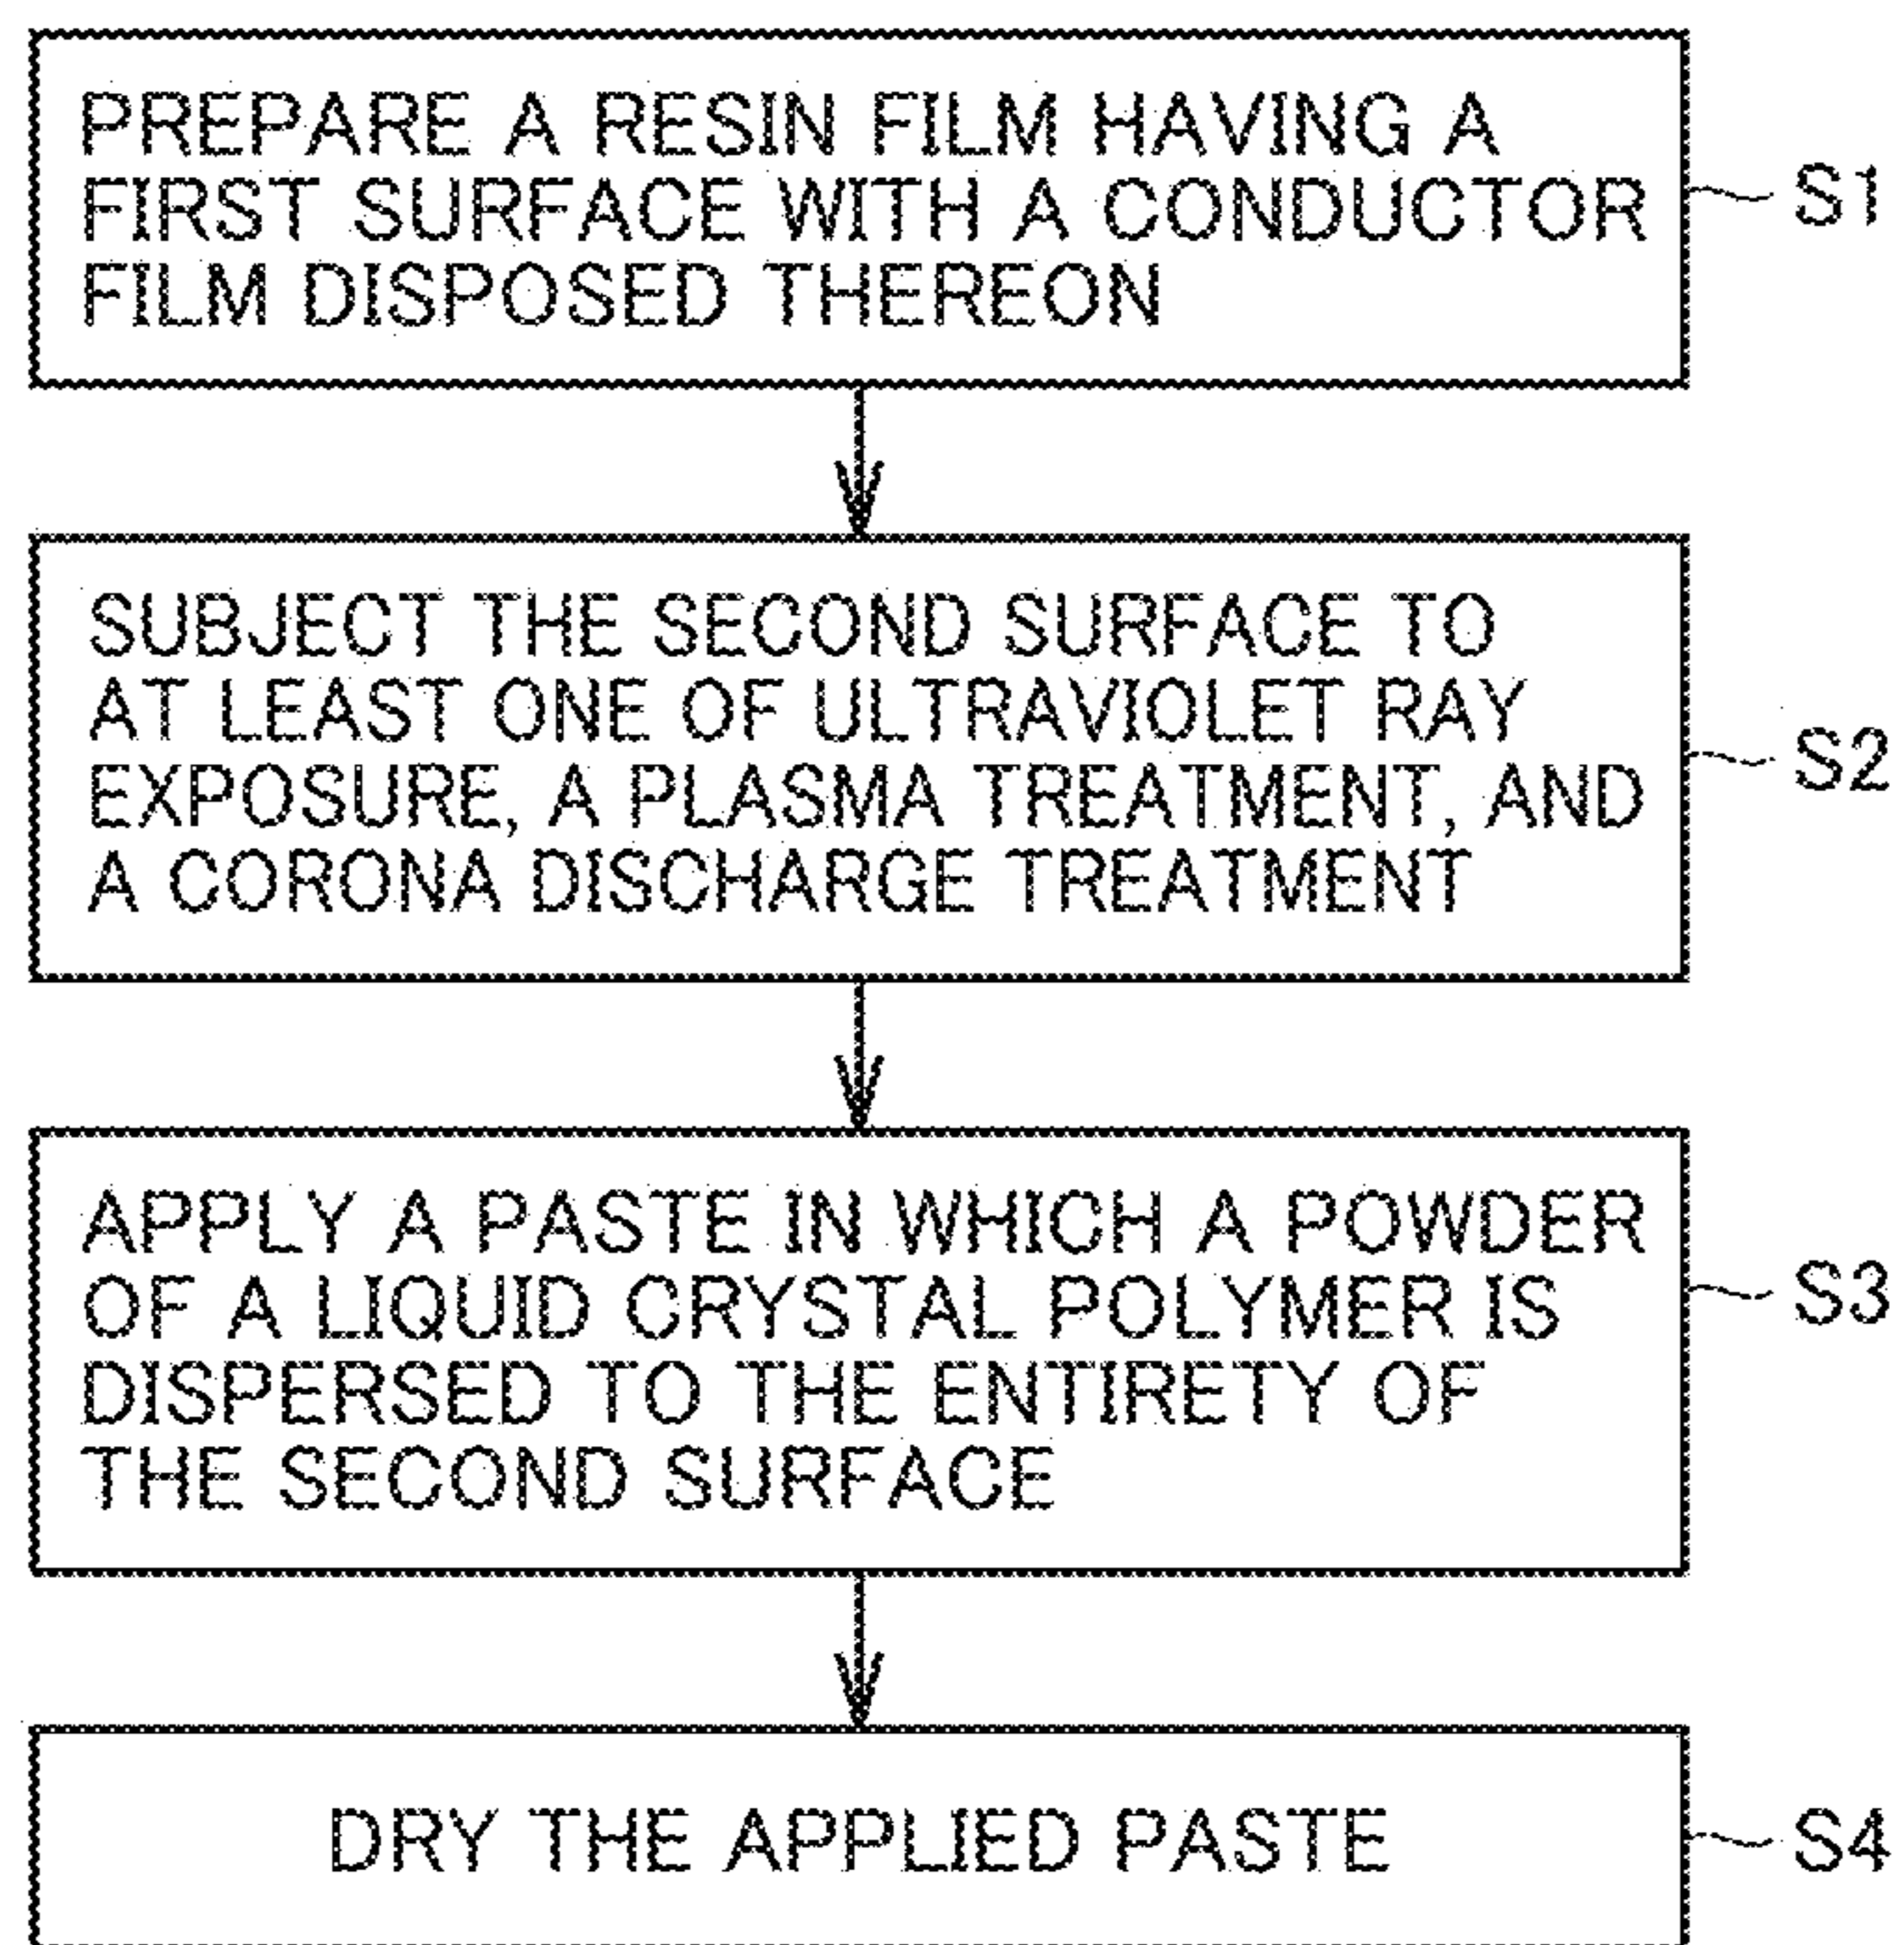 PREPARE A RESIN FILM HAVING A
FIRST SURFACE WITH A CONDUCTOR
FILM DISPOSED THEREON
S1
SUBJECT THE SECOND SURFACE TO
AT LEAST ONE OF ULTRAVIOLET RAY
EXPOSURE, A PLASMA TREATMENT, AND
A CORONA DISCHARGE TREATMENT
S2
APPLY A PASTE IN WHICH A POWDER
OF A LIQUID CRYSTAL POLYMER IS
DISPERSED TO THE ENTIRETY OF
THE SECOND SURFACE
S3
DRY THE APPLIED PASTE
S4